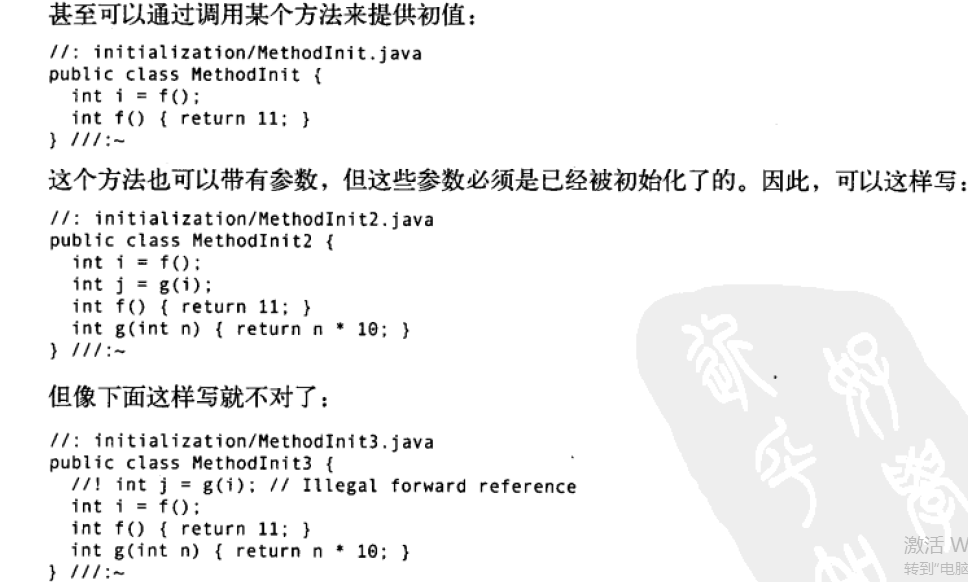 甚至可以通过调用某个方法来提供初值：
//: initialization/MethodInit.java
public class MethodInit {
  int i = f();
  int f() { return 11; }
} ///:~
这个方法也可以带有参数，但这些参数必须是已经被初始化了的。因此，可以这样写：
//: initialization/MethodInit2.java
public class MethodInit2 {
  int i = f();
  int j = g(i);
  int f() { return 11; }
  int g(int n) { return n * 10; }
} ///:~
但像下面这样写就不对了：
//: initialization/MethodInit3.java
public class MethodInit3 {
  //! int j = g(i); // Illegal forward reference
  int i = f();
  int f() { return 11; }
  int g(int n) { return n * 10; }
} ///:~
激活 W
转到"电脑